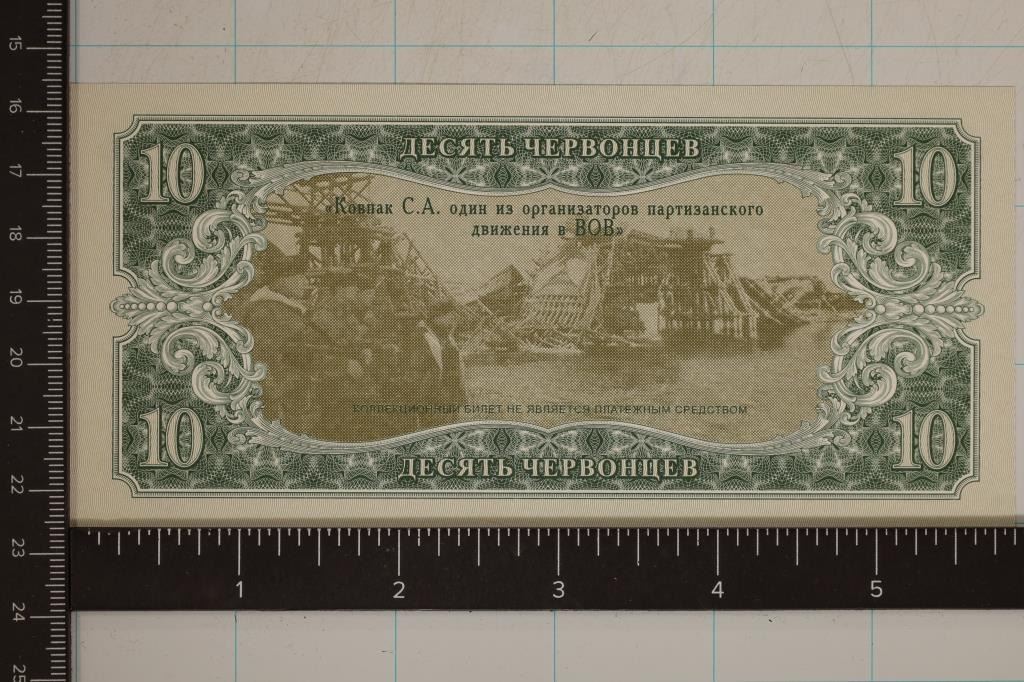 15
16
17
18
19
20
21
22
23
24
25
ДЕСЯТЬ ЧЕРВОНЦЕВ
10 10
«Ковпак С.А. один из организаторов партизанского
движения в ВОВ»
КОЛЛЕКЦИОННЫЙ БИЛЕТ НЕ ЯВЛЯЕТСЯ ПЛАТЕЖНЫМ СРЕДСТВОМ
10 10
ДЕСЯТЬ ЧЕРВОНЦЕВ
1 2 3 4 5